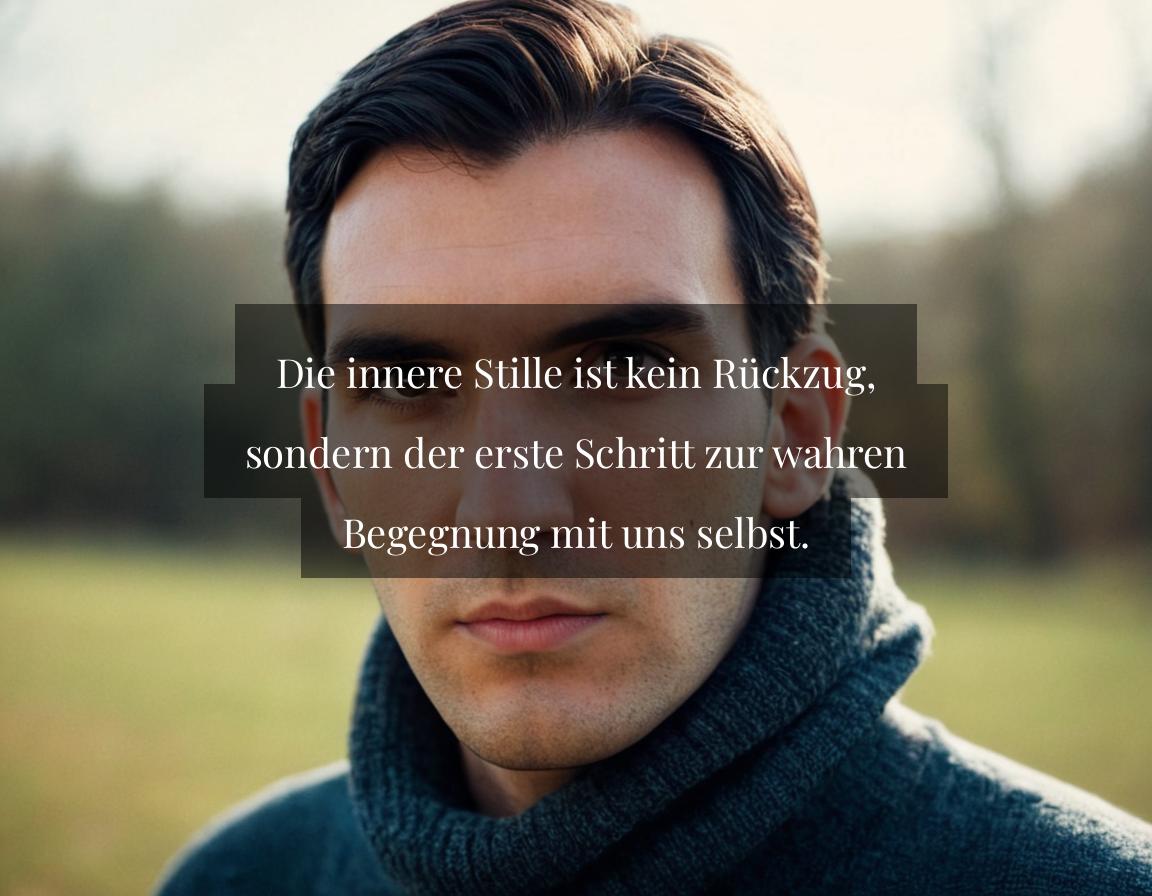 Die innere Stille ist kein Rückzug,
sondern der erste Schritt zur wahren
Begegnung mit uns selbst.